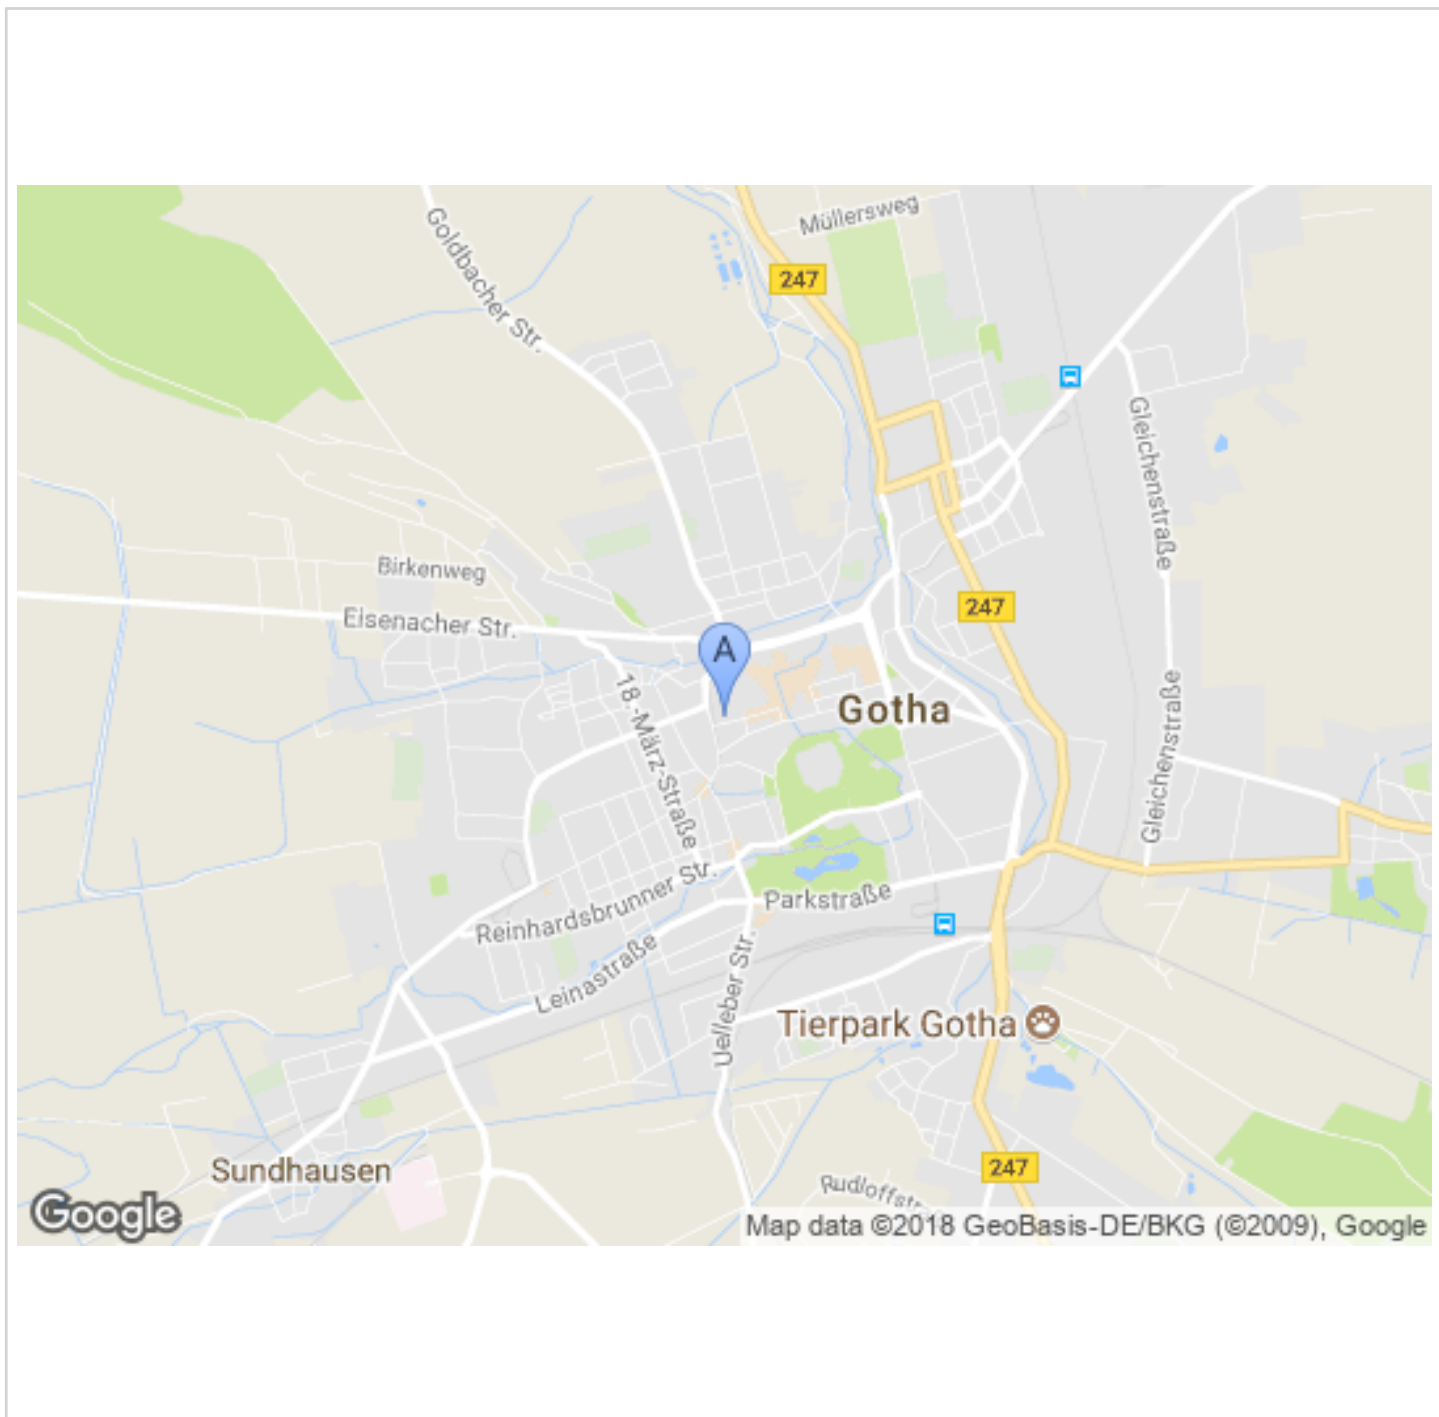 Müllersweg
Goldbacher Str.
247
Gleichenstraße
Birkenweg
Eisenacher Str.
247
A
18.-März-Straße
Gotha
Gleichenstraße
Reinhardsbrunner Str.
Parkstraße
Leinastraße
Uelleber Str.
Tierpark Gotha
Sundhausen
247
Rudloffstr
Google
Map data ©2018 GeoBasis-DE/BKG (©2009), Google